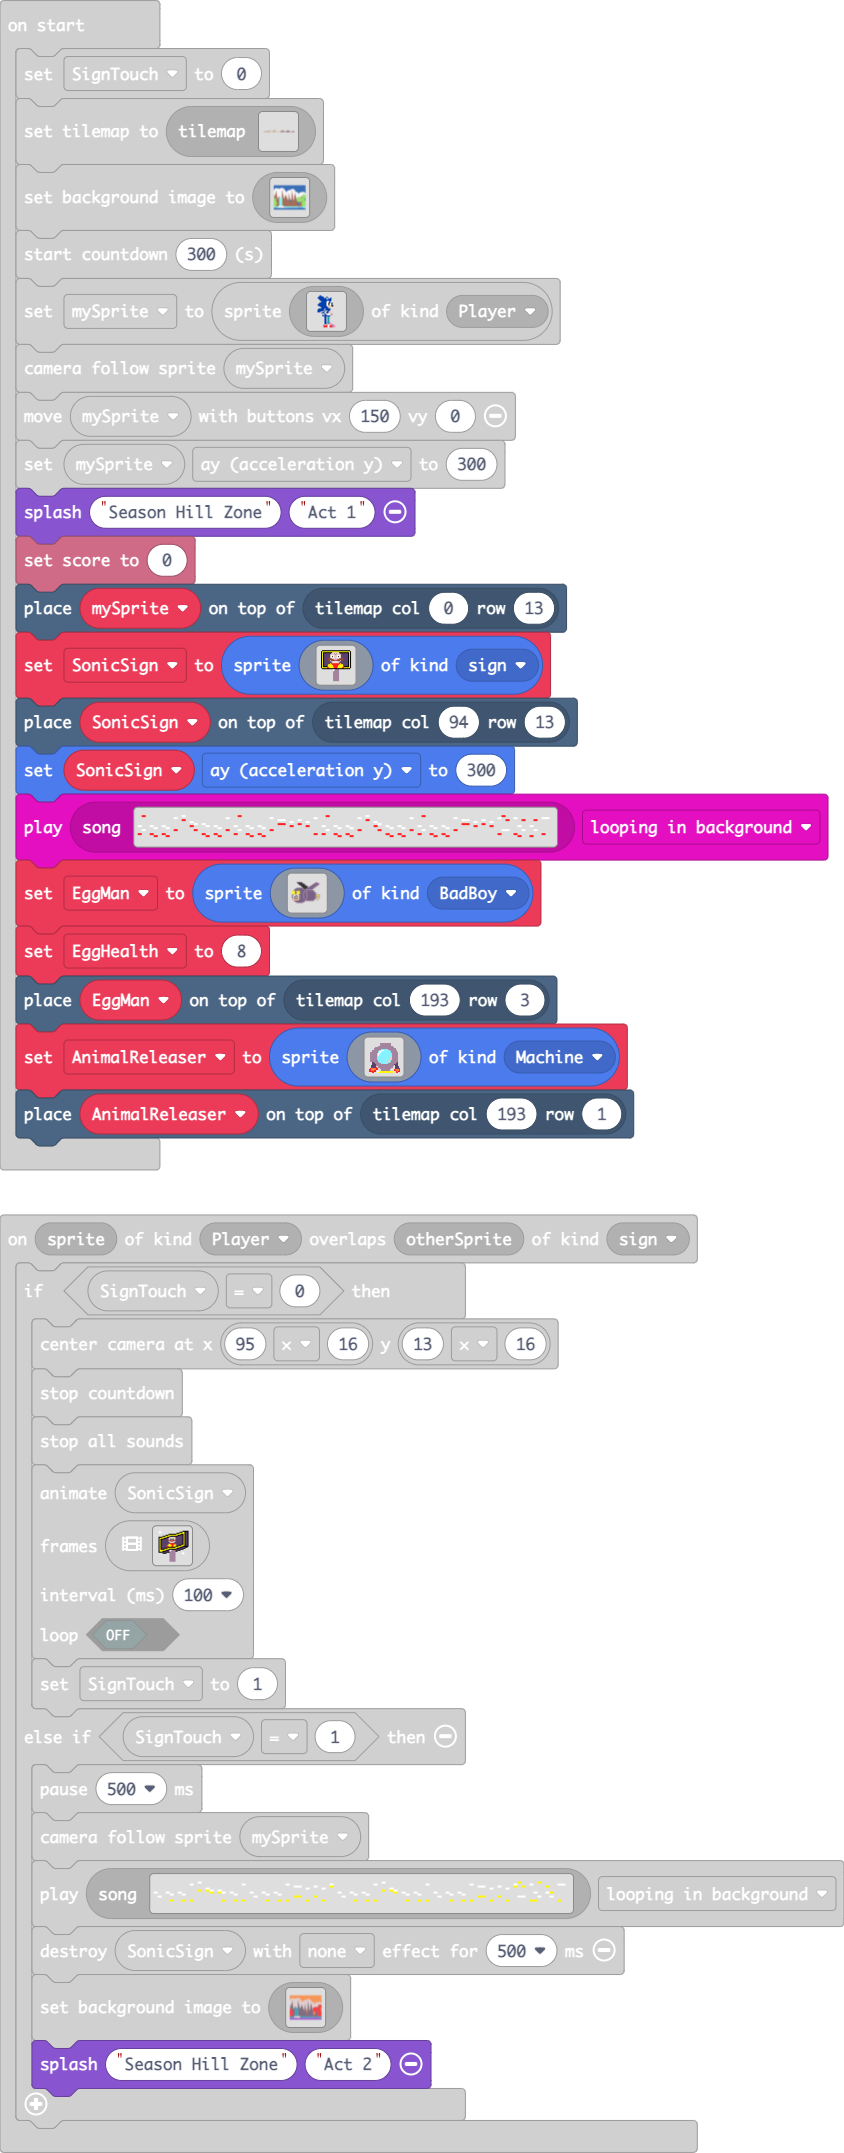 on start
set SignTouch to 0
set tilemap to tilemap
set background image to
start countdown 300 (s)
set mySprite to sprite of kind Player
camera follow sprite mySprite
move mySprite with buttons vx 150 vy 0
set mySprite ay (acceleration y) to 300
splash "Season Hill Zone" "Act 1"
set score to 0
place mySprite on top of tilemap col 0 row 13
set SonicSign to sprite of kind sign
place SonicSign on top of tilemap col 94 row 13
set SonicSign ay (acceleration y) to 300
play song looping in background
set EggMan to sprite of kind BadBoy
set EggHealth to 8
place EggMan on top of tilemap col 193 row 3
set AnimalReleaser to sprite of kind Machine
place AnimalReleaser on top of tilemap col 193 row 1
on sprite of kind Player overlaps otherSprite of kind sign
if SignTouch = 0 then
center camera at x 95 × 16 y 13 × 16
stop countdown
stop all sounds
animate SonicSign
frames
interval (ms) 100
loop OFF
set SignTouch to 1
else if SignTouch = 1 then
pause 500 ms
camera follow sprite mySprite
play song looping in background
destroy SonicSign with none effect for 500 ms
set background image to
splash "Season Hill Zone" "Act 2"